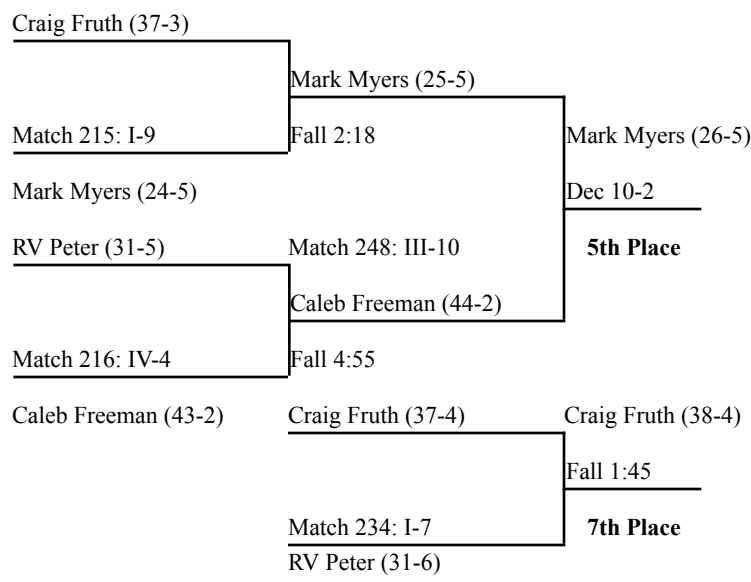 Craig Fruth (37-3)
Mark Myers (25-5)
Match 215: I-9
Fall 2:18
Mark Myers (26-5)
Mark Myers (24-5)
Dec 10-2
RV Peter (31-5)
Match 248: III-10
5th Place
Caleb Freeman (44-2)
Match 216: IV-4
Fall 4:55
Caleb Freeman (43-2)
Craig Fruth (37-4)
Craig Fruth (38-4)
Fall 1:45
Match 234: I-7
7th Place
RV Peter (31-6)